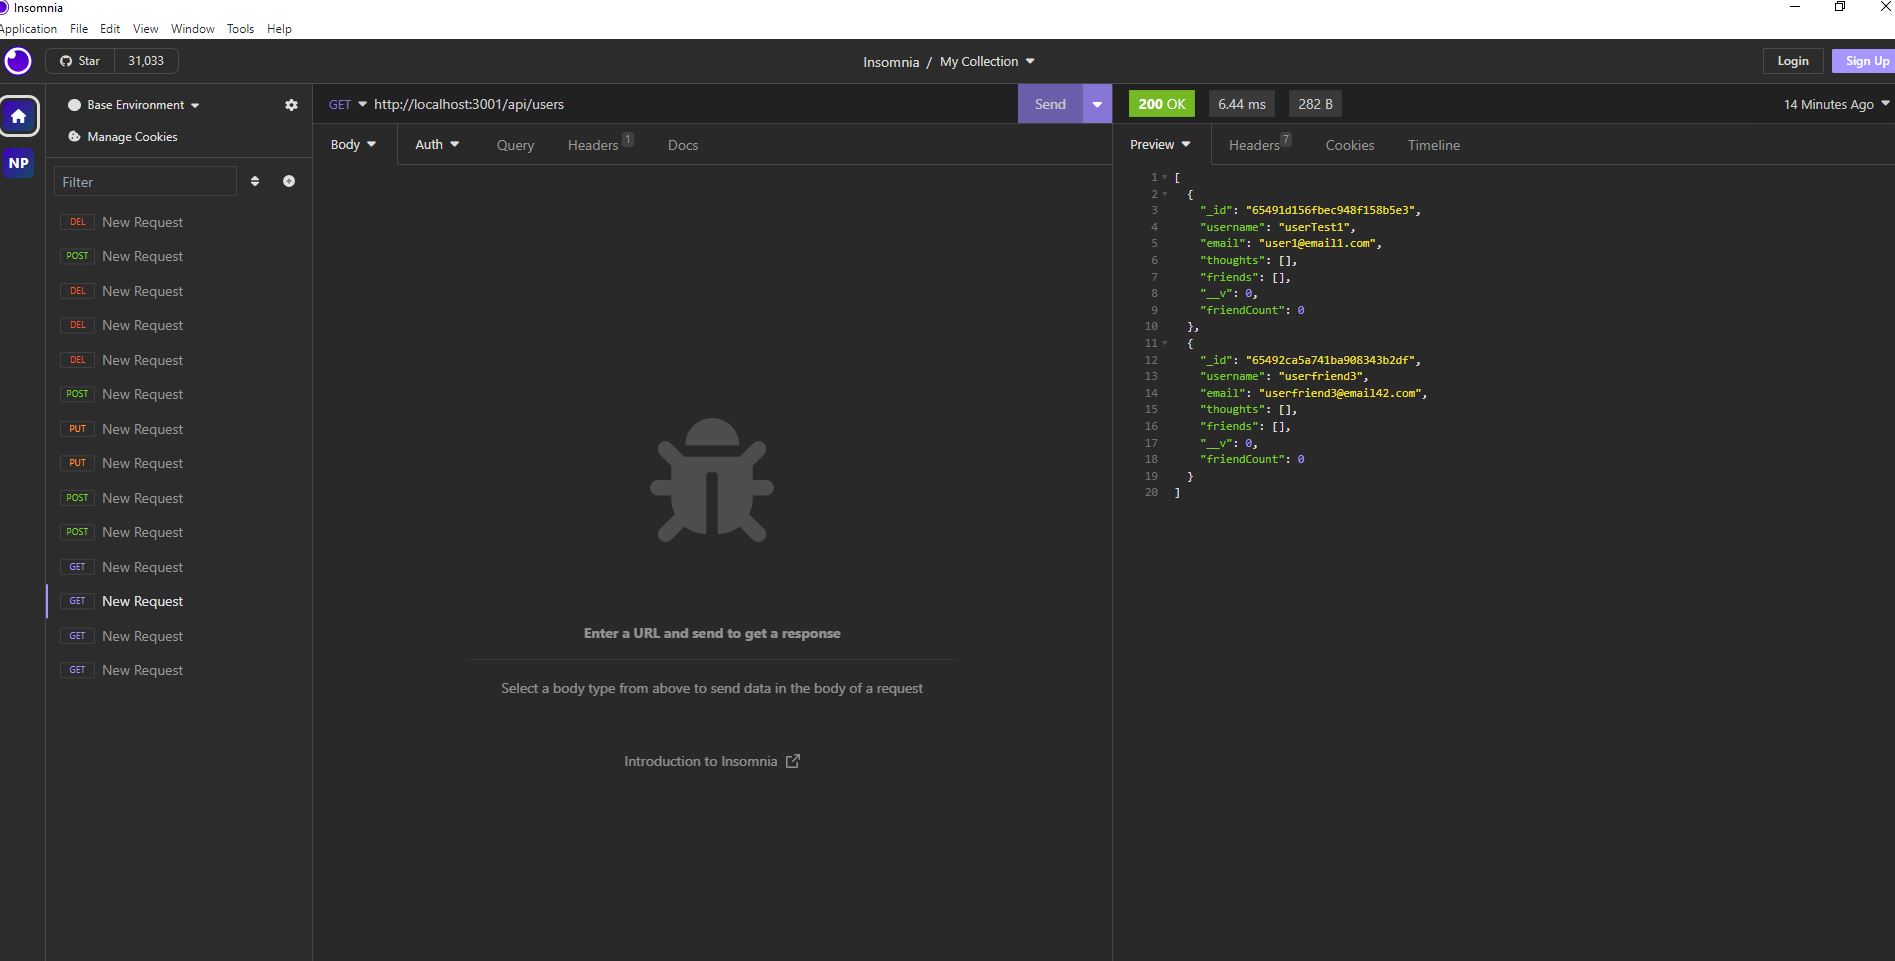 Insomnia
Application File Edit View Window Tools Help
Star 31,033
Insomnia / My Collection
Login
Sign Up
Base Environment
Manage Cookies
NP
Filter
DEL New Request
POST New Request
DEL New Request
DEL New Request
DEL New Request
POST New Request
PUT New Request
PUT New Request
POST New Request
POST New Request
GET New Request
GET New Request
GET New Request
GET New Request
GET http://localhost:3001/api/users
Send
Body Auth Query Headers 1 Docs
Enter a URL and send to get a response
Select a body type from above to send data in the body of a request
Introduction to Insomnia
200 OK 6.44 ms 282 B 14 Minutes Ago
Preview Headers 7 Cookies Timeline
1 [
2 {
3 "_id": "65491d156fbec948f158b5e3",
4 "username": "userTest1",
5 "email": "user1@email1.com",
6 "thoughts": [],
7 "friends": [],
8 "__v": 0,
9 "friendCount": 0
10 },
11 {
12 "_id": "65492ca5a741ba908343b2df",
13 "username": "userfriend3",
14 "email": "userfriend3@email42.com",
15 "thoughts": [],
16 "friends": [],
17 "__v": 0,
18 "friendCount": 0
19 }
20 ]